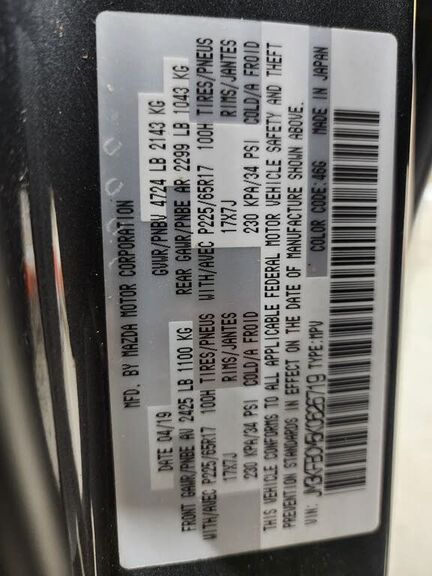 MFD. BY MAZDA MOTOR CORPORATION
DATE 04/19 GVWR/PNBV 4724 LB 2143 KG
FRONT GAWR/PNBE AV 2425 LB 1100 KG REAR GAWR/PNBE AR 2299 LB 1043 KG
WITH/AVEC P225/65R17 100H TIRES/PNEUS WITH/AVEC P225/65R17 100H TIRES/PNEUS
17X7J RIMS/JANTES 17X7J RIMS/JANTES
230 KPA/34 PSI COLD/A FROID 230 KPA/34 PSI COLD/A FROID
THIS VEHICLE CONFORMS TO ALL APPLICABLE FEDERAL MOTOR VEHICLE SAFETY AND THEFT
PREVENTION STANDARDS IN EFFECT ON THE DATE OF MANUFACTURE SHOWN ABOVE.
VIN: TYPE:MPV COLOR CODE:46G MADE IN JAPAN